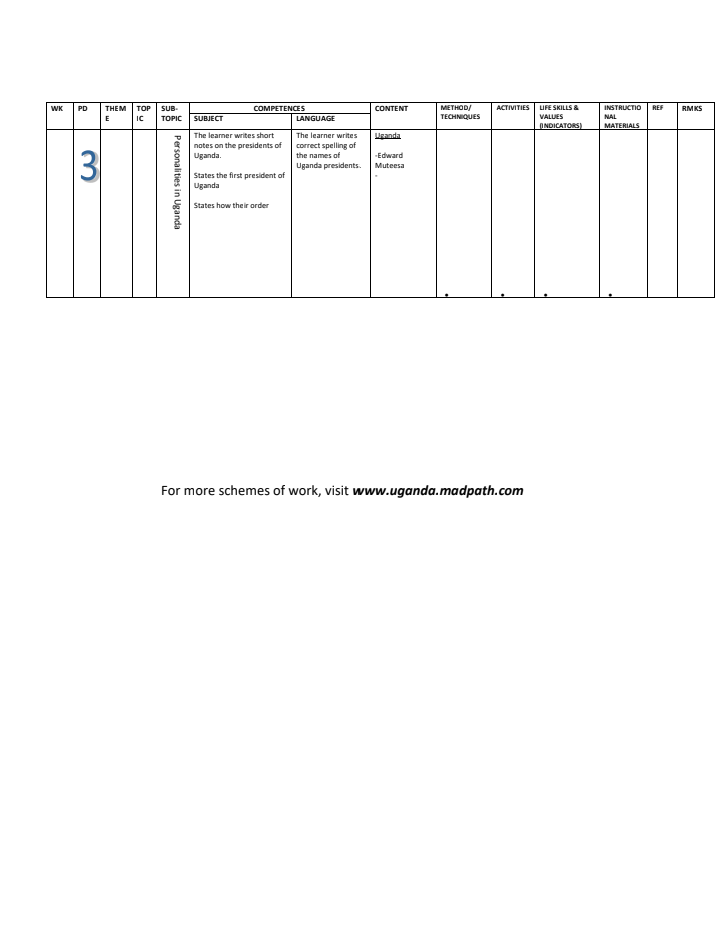 WK
PD
THEM
E
TOP
IC
SUB-
TOPIC
COMPETENCES
SUBJECT
LANGUAGE
CONTENT
METHOD/
TECHNIQUES
ACTIVITIES
LIFE SKILLS &
VALUES
(INDICATORS)
INSTRUCTIO
NAL
MATERIALS
REF
RMKS
3
Personalities in Uganda
The learner writes short
notes on the presidents of
Uganda.
States the first president of
Uganda
States how their order
The learner writes
correct spelling of
the names of
Uganda presidents.
Uganda
-Edward
Muteesa
-
•
•
•
•
For more schemes of work, visit www.uganda.madpath.com